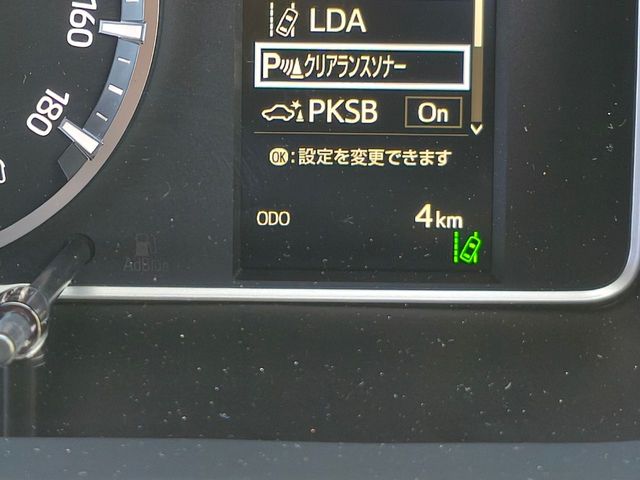 160
LDA
Pクリアランスソナー
180
PKSB On
OK:設定を変更できます
ODO 4km
AdBlue